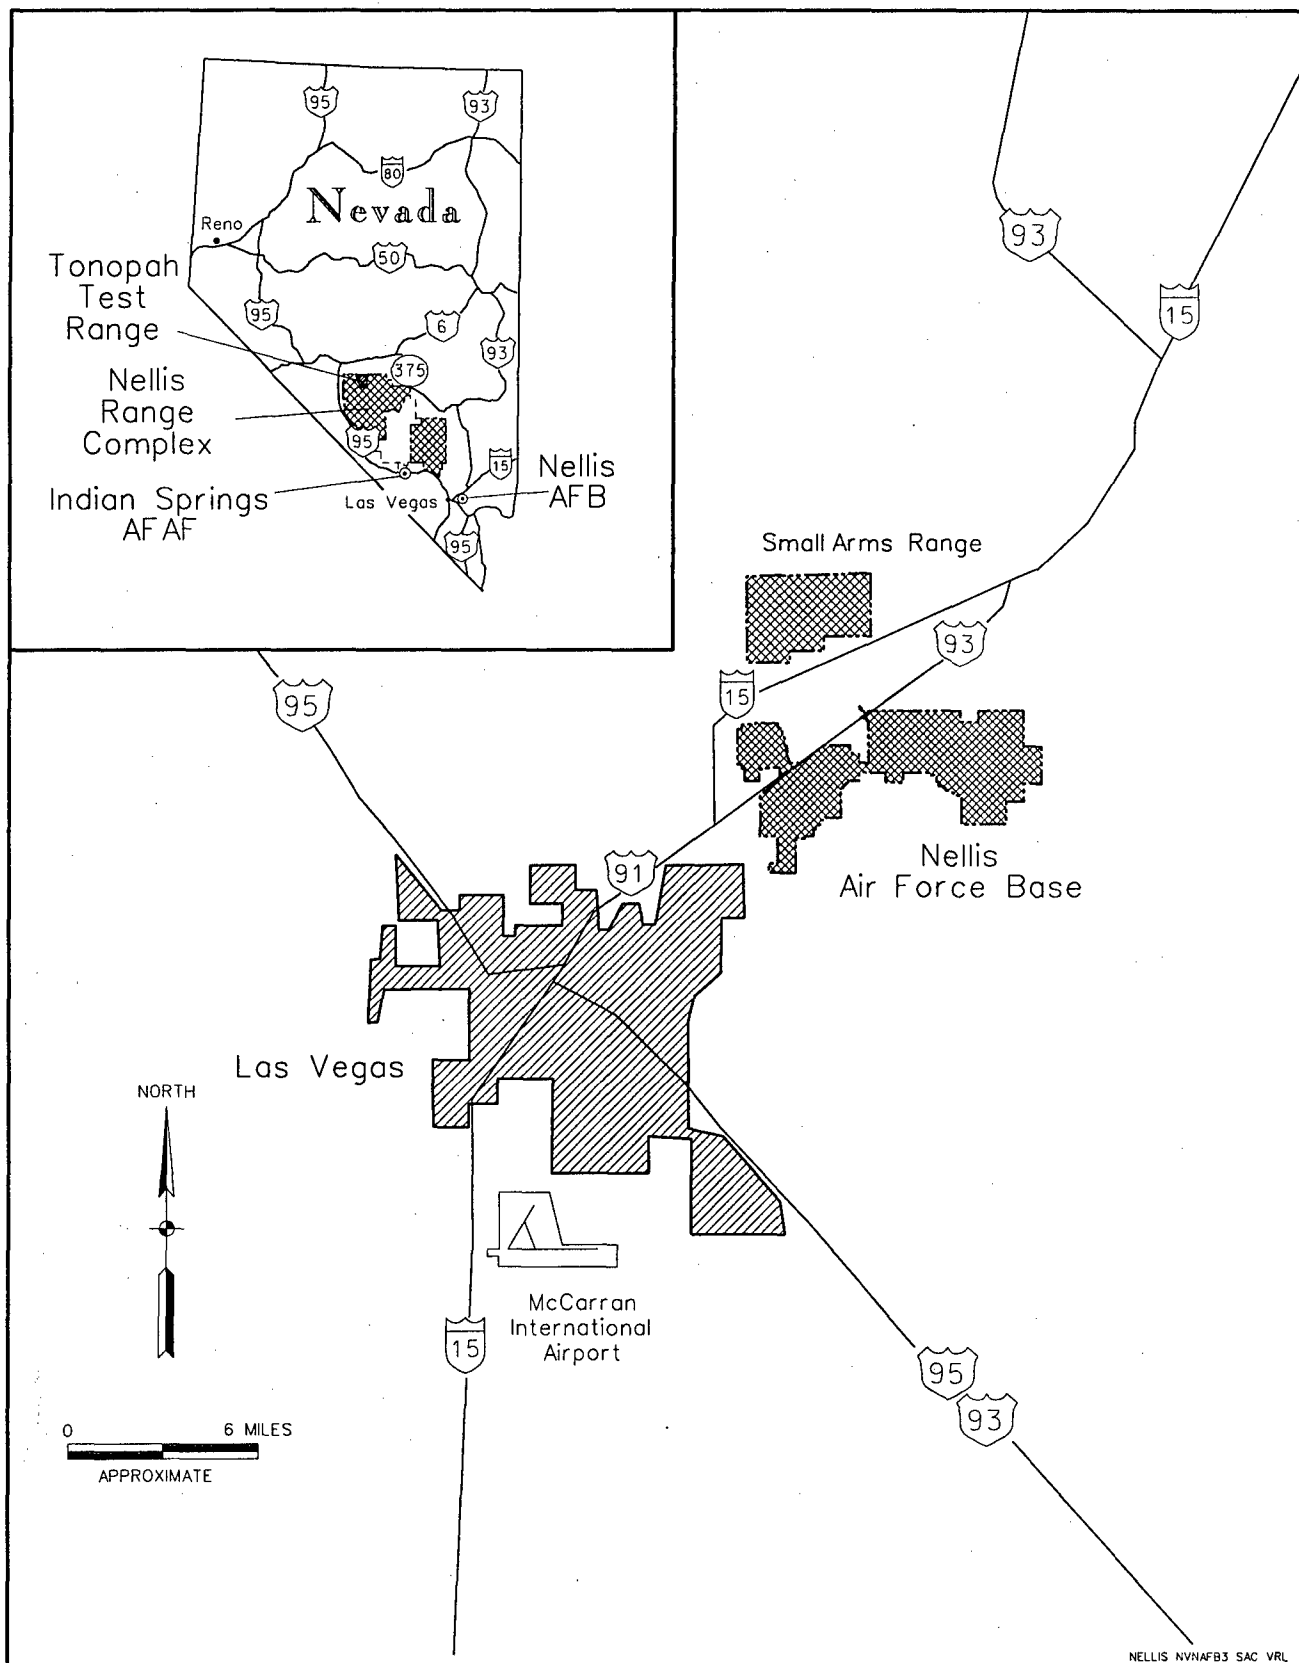 95
93
80
Nevada
Reno
50
Tonopah
Test
Range
95
6
93
375
Nellis
Range
Complex
95
15
Nellis
AFB
Indian Springs
AFAF
Las Vegas
95
93
15
Small Arms Range
93
15
95
91
Nellis
Air Force Base
Las Vegas
NORTH
McCarran
International
Airport
15
95
93
0 6 MILES
APPROXIMATE
NELLIS NVNAFB3 SAC VRL